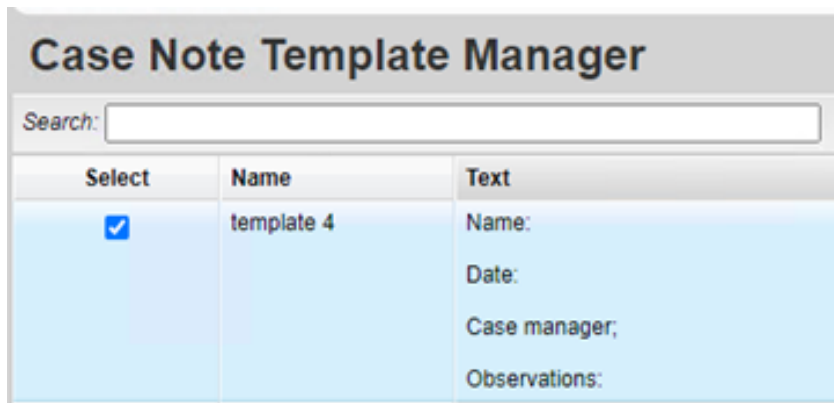 Case Note Template Manager
Search:
Select Name Text
template 4 Name:
Date:
Case manager;
Observations: